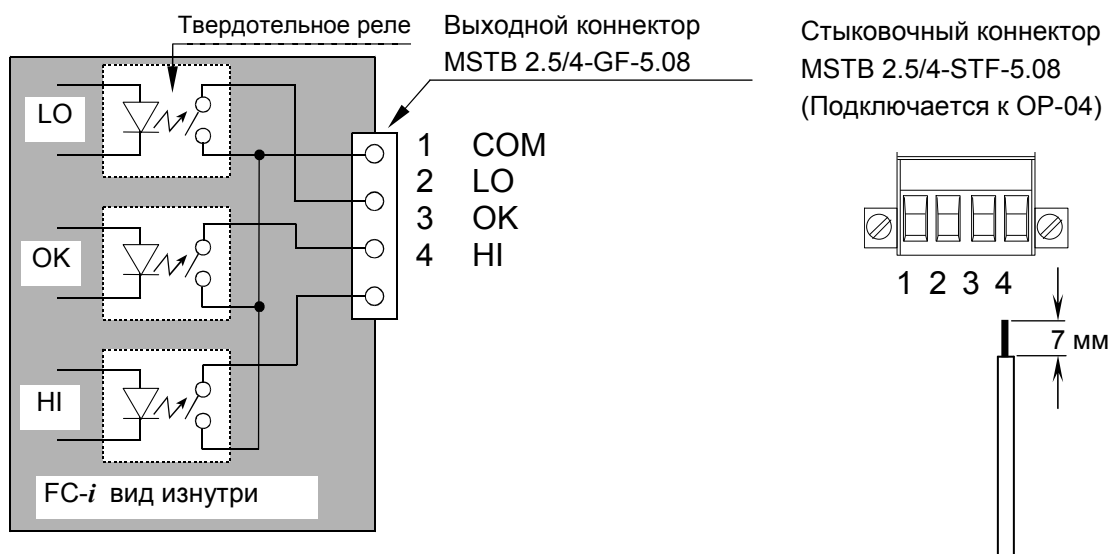 Твердотельное реле
Выходной коннектор
MSTB 2.5/4-GF-5.08
Стыковочный коннектор
MSTB 2.5/4-STF-5.08
(Подключается к OP-04)
LO
OK
HI
1 COM
2 LO
3 OK
4 HI
1 2 3 4
7 мм
FC-i вид изнутри